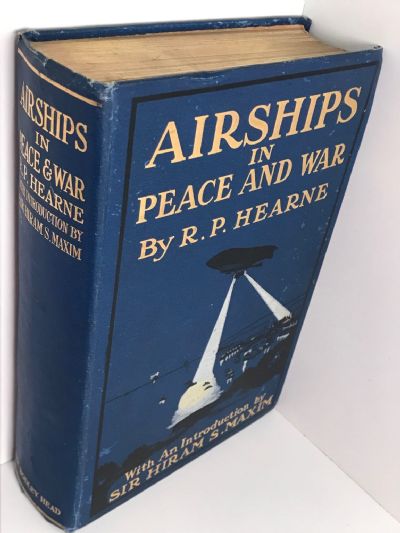 AIRSHIPS
IN
PEACE & WAR
R.P. HEARNE
INTRODUCTION BY
SIR HIRAM S. MAXIM
HEAD
AIRSHIPS
IN
PEACE AND WAR
By R. P. HEARNE
With An Introduction by
SIR HIRAM S. MAXIM